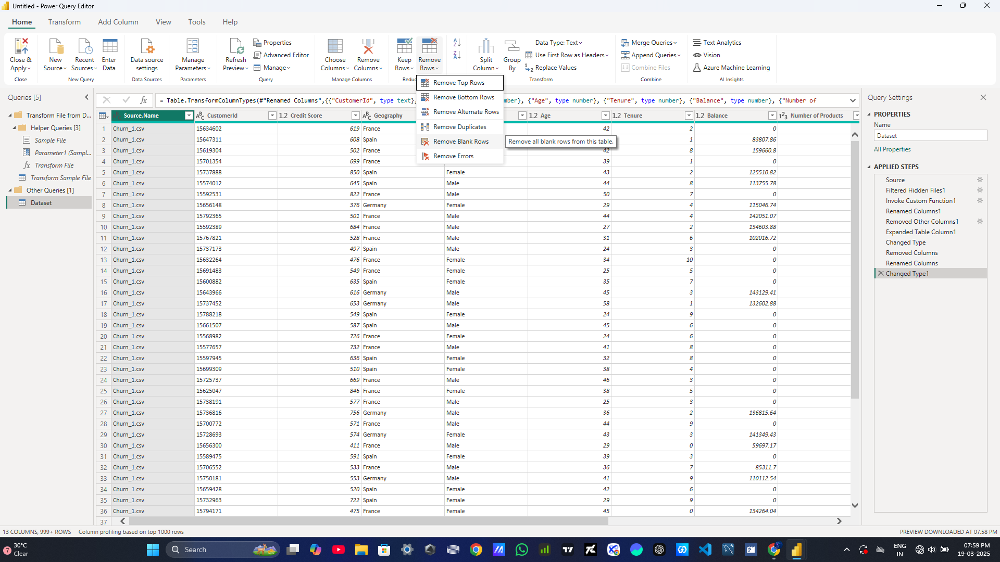 Untitled - Power Query Editor
Home Transform Add Column View Tools Help
Close & Apply
New Source
Recent Sources
Enter Data
Data source settings
Manage Parameters
Refresh Preview
Properties
Advanced Editor
Manage
Choose Columns
Remove Columns
Keep Rows
Remove Rows
Split Column
Group By
Data Type: Text
Use First Row as Headers
Replace Values
Merge Queries
Append Queries
Combine Files
Text Analytics
Vision
Azure Machine Learning
Close New Query Data Sources Parameters Query Manage Columns Transform Combine AI Insights
Remove Top Rows
Remove Bottom Rows
Remove Alternate Rows
Remove Duplicates
Remove Blank Rows
Remove Errors
Remove all blank rows from this table.
Queries [5]
Transform File from D...
Helper Queries [3]
Sample File
Parameter1 (Sampl...
Transform File
Transform Sample File
Other Queries [1]
Dataset
= Table.TransformColumnTypes(#"Renamed Columns",{{"CustomerId", type text}, {"Age", type number}, {"Tenure", type number}, {"Balance", type number}, {"Number of
Source.Name CustomerId 1.2 Credit Score Geography 1.2 Age 1.2 Tenure 1.2 Balance 123 Number of Products
1 Churn_1.csv 15634602 619 France 42 2 0
2 Churn_1.csv 15647311 608 Spain 1 83807.86
3 Churn_1.csv 15619304 502 France 42 8 159660.8
4 Churn_1.csv 15701354 699 France 39 1 0
5 Churn_1.csv 15737888 850 Spain Female 43 2 125510.82
6 Churn_1.csv 15574012 645 Spain Male 44 8 113755.78
7 Churn_1.csv 15592531 822 France Male 50 7 0
8 Churn_1.csv 15656148 376 Germany Female 29 4 115046.74
9 Churn_1.csv 15792365 501 France Male 44 4 142051.07
10 Churn_1.csv 15592389 684 France Male 27 2 134603.88
11 Churn_1.csv 15767821 528 France Male 31 6 102016.72
12 Churn_1.csv 15737173 497 Spain Male 24 3 0
13 Churn_1.csv 15632264 476 France Female 34 10 0
14 Churn_1.csv 15691483 549 France Female 25 5 0
15 Churn_1.csv 15600882 635 Spain Female 35 7 0
16 Churn_1.csv 15643966 616 Germany Male 45 3 143129.41
17 Churn_1.csv 15737452 653 Germany Male 58 1 132602.88
18 Churn_1.csv 15788218 549 Spain Female 24 9 0
19 Churn_1.csv 15661507 587 Spain Male 45 6 0
20 Churn_1.csv 15568982 726 France Female 24 6 0
21 Churn_1.csv 15577657 732 France Male 41 8 0
22 Churn_1.csv 15597945 636 Spain Female 32 8 0
23 Churn_1.csv 15699309 510 Spain Female 38 4 0
24 Churn_1.csv 15725737 669 France Male 46 3 0
25 Churn_1.csv 15625047 846 France Female 38 5 0
26 Churn_1.csv 15738191 577 France Male 25 3 0
27 Churn_1.csv 15736816 756 Germany Male 36 2 136815.64
28 Churn_1.csv 15700772 571 France Male 44 9 0
29 Churn_1.csv 15728693 574 Germany Female 43 3 141349.43
30 Churn_1.csv 15656300 411 France Male 29 0 59697.17
31 Churn_1.csv 15589475 591 Spain Female 39 3 0
32 Churn_1.csv 15706552 533 France Male 36 7 85311.7
33 Churn_1.csv 15750181 553 Germany Male 41 9 110112.54
34 Churn_1.csv 15659428 520 Spain Female 42 6 0
35 Churn_1.csv 15732963 722 Spain Female 29 9 0
36 Churn_1.csv 15794171 475 France Female 45 0 134264.04
37
Query Settings
PROPERTIES
Name
Dataset
All Properties
APPLIED STEPS
Source
Filtered Hidden Files1
Invoke Custom Function1
Renamed Columns1
Removed Other Columns1
Expanded Table Column1
Changed Type
Removed Columns
Renamed Columns
Changed Type1
13 COLUMNS, 999+ ROWS Column profiling based on top 1000 rows PREVIEW DOWNLOADED AT 07.58 PM
7 30°C
Clear
Search
ENG
IN
07:59 PM
19-03-2025